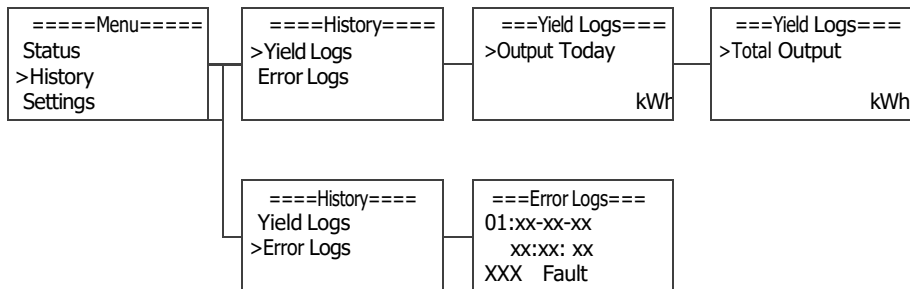 =====Menu=====
Status
>History
Settings
====History====
>Yield Logs
Error Logs
===Yield Logs===
>Output Today
kWh
===Yield Logs===
>Total Output
kWh
====History====
Yield Logs
>Error Logs
===Error Logs===
01:xx-xx-xx
xx:xx: xx
XXX Fault